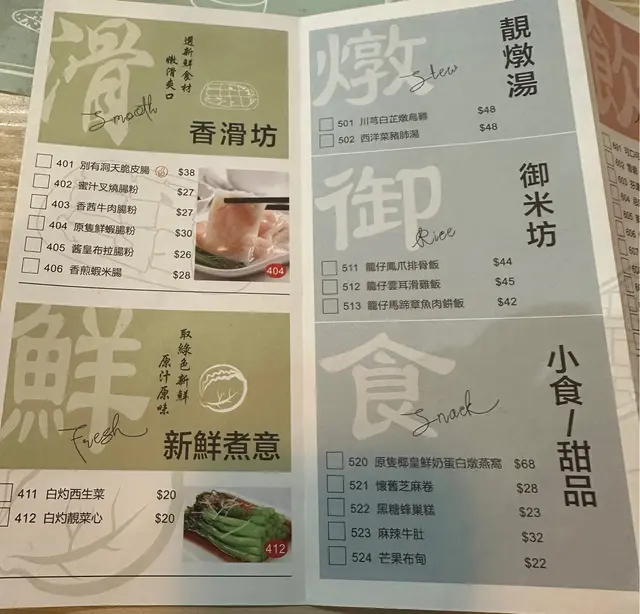 滑
選新鮮食材
嫩滑爽口
Smooth
香滑坊
401 別有洞天脆皮腸 $38
402 蜜汁叉燒腸粉 $27
403 香茜牛肉腸粉 $27
404 原隻鮮蝦腸粉 $30
405 酱皇布拉腸粉 $26
406 香煎蝦米腸 $28
404
鮮
取綠色新鮮
原汁原味
Fresh
新鮮煮意
411 白灼西生菜 $20
412 白灼靚菜心 $20
412
燉
Stew
靚燉湯
501 川芎白芷燉烏雞 $48
502 西洋菜豬肺湯 $48
御
Rice
御米坊
511 籠仔鳳爪排骨飯 $44
512 籠仔雲耳滑雞飯 $45
513 籠仔馬蹄章魚肉餅飯 $42
食
Snack
小食/甜品
520 原隻椰皇鮮奶蛋白燉燕窩 $68
521 懷舊芝麻卷 $28
522 黑糖蜂巢糕 $23
523 麻辣牛肚 $32
524 芒果布甸 $22
飲
601
602
603